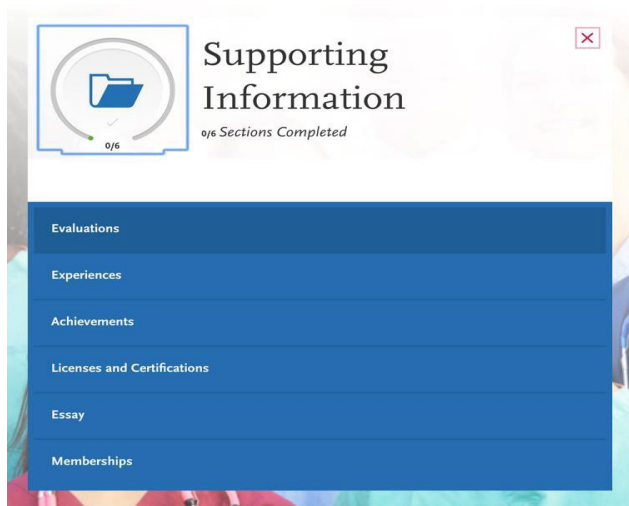 Supporting
Information
0/6 Sections Completed
0/6
Evaluations
Experiences
Achievements
Licenses and Certifications
Essay
Memberships